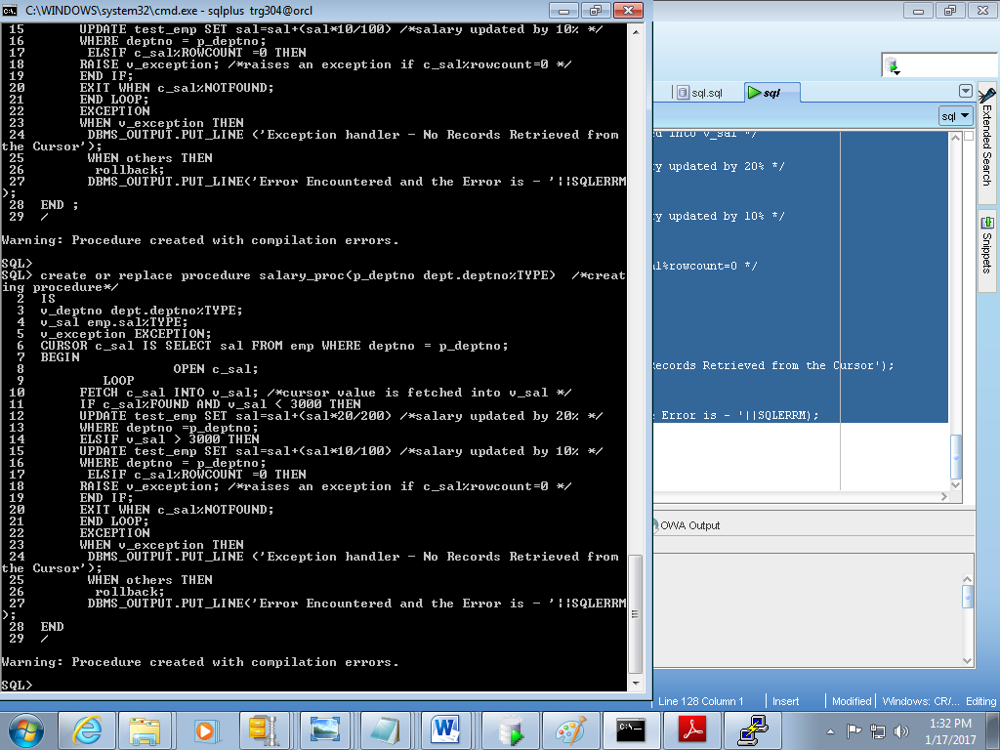 C:\WINDOWS\system32\cmd.exe - sqlplus trg304@orcl
15 UPDATE test_emp SET sal=sal+(sal*10/100) /*salary updated by 10% */
16 WHERE deptno = p_deptno;
17 ELSIF c_sal%ROWCOUNT =0 THEN
18 RAISE v_exception; /*raises an exception if c_sal%rowcount=0 */
19 END IF;
20 EXIT WHEN c_sal%NOTFOUND;
21 END LOOP;
22 EXCEPTION
23 WHEN v_exception THEN
24 DBMS_OUTPUT.PUT_LINE ('Exception handler - No Records Retrieved from
the Cursor');
25 WHEN others THEN
26 rollback;
27 DBMS_OUTPUT.PUT_LINE('Error Encountered and the Error is - '||SQLERRM
);
28 END ;
29 /
Warning: Procedure created with compilation errors.
SQL>
SQL> create or replace procedure salary_proc(p_deptno dept.deptno%TYPE) /*creat
ing procedure*/
2 IS
3 v_deptno dept.deptno%TYPE;
4 v_sal emp.sal%TYPE;
5 v_exception EXCEPTION;
6 CURSOR c_sal IS SELECT sal FROM emp WHERE deptno = p_deptno;
7 BEGIN
8 OPEN c_sal;
9 LOOP
10 FETCH c_sal INTO v_sal; /*cursor value is fetched into v_sal */
11 IF c_sal%FOUND AND v_sal < 3000 THEN
12 UPDATE test_emp SET sal=sal+(sal*20/200) /*salary updated by 20% */
13 WHERE deptno =p_deptno;
14 ELSIF v_sal > 3000 THEN
15 UPDATE test_emp SET sal=sal+(sal*10/100) /*salary updated by 10% */
16 WHERE deptno = p_deptno;
17 ELSIF c_sal%ROWCOUNT =0 THEN
18 RAISE v_exception; /*raises an exception if c_sal%rowcount=0 */
19 END IF;
20 EXIT WHEN c_sal%NOTFOUND;
21 END LOOP;
22 EXCEPTION
23 WHEN v_exception THEN
24 DBMS_OUTPUT.PUT_LINE ('Exception handler - No Records Retrieved from
the Cursor');
25 WHEN others THEN
26 rollback;
27 DBMS_OUTPUT.PUT_LINE('Error Encountered and the Error is - '||SQLERRM
);
28 END
29 /
Warning: Procedure created with compilation errors.
SQL>
sql.sql
sql
sql
Extended Search
Snippets
into v_sal */
y updated by 20% */
y updated by 10% */
l%rowcount=0 */
Records Retrieved from the Cursor');
Error is - '||SQLERRM);
OWA Output
Line 128 Column 1
Insert
Modified
Windows: CR/...
Editing
1:32 PM
1/17/2017